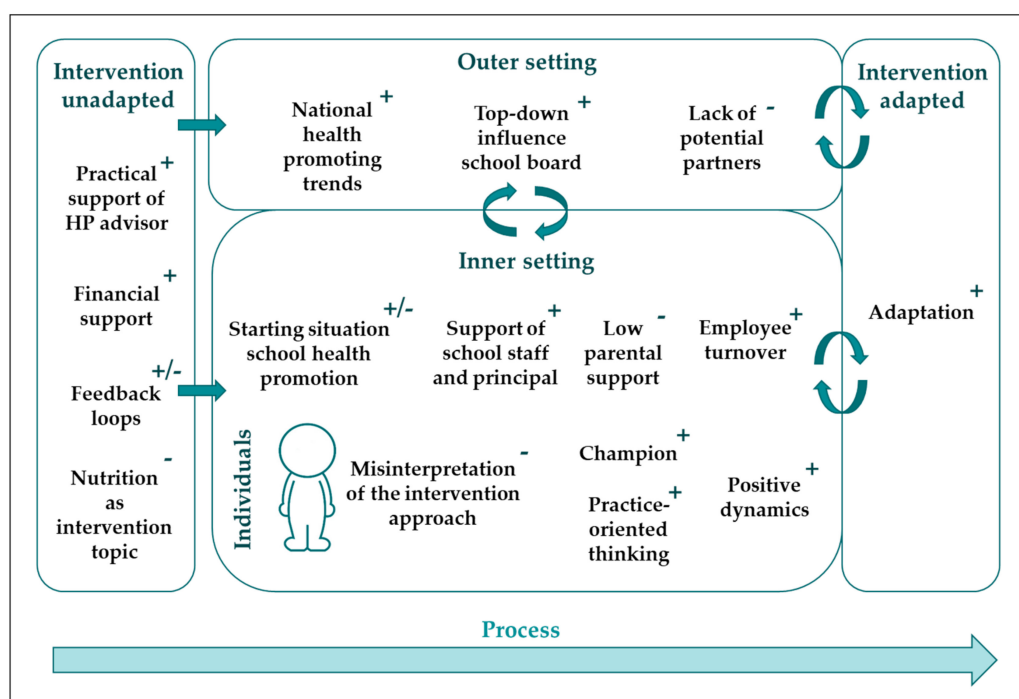 Intervention
unadapted
Practical +
support of
HP advisor
Financial +
support
+/-
Feedback
loops
Nutrition -
as
intervention
topic
Outer setting
National +
health
promoting
trends
Top-down +
influence
school board
Lack of -
potential
partners
Inner setting
+/-
Starting situation
school health
promotion
Support of +
school staff
and principal
Low -
parental
support
Employee +
turnover
Individuals
Misinterpretation -
of the intervention
approach
Champion +
Practice- +
oriented
thinking
Positive +
dynamics
Intervention
adapted
Adaptation +
Process